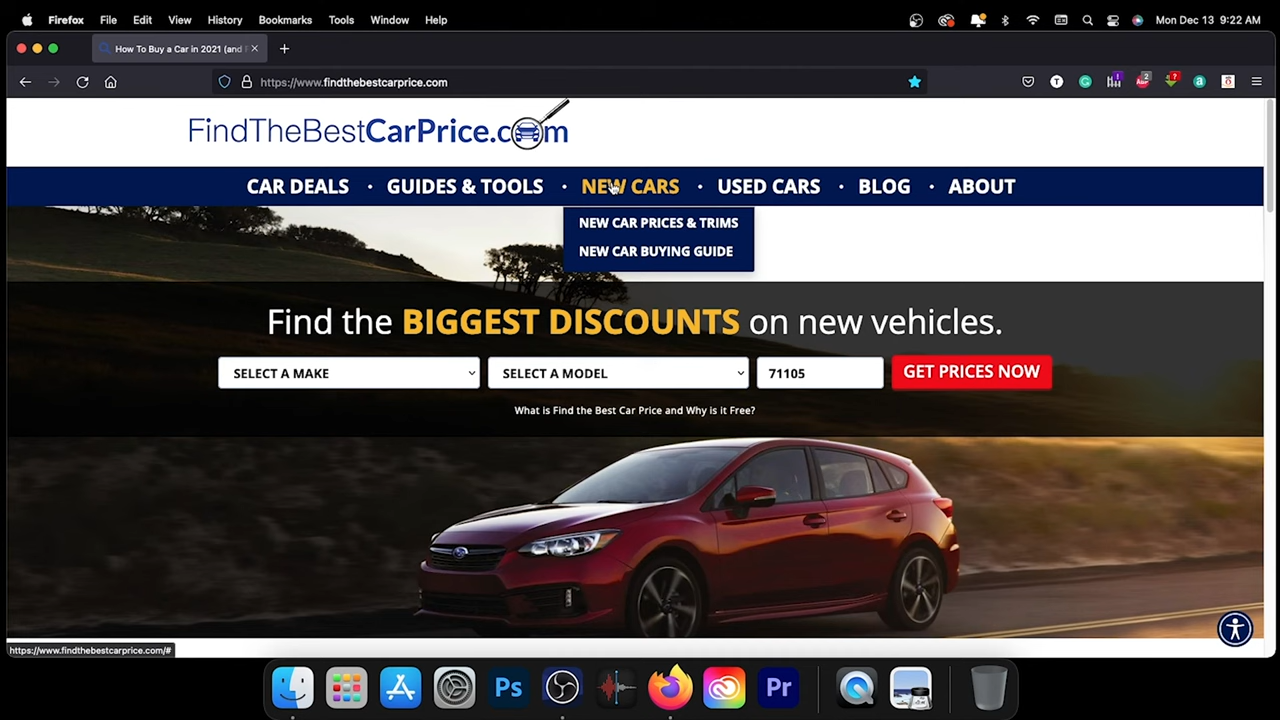 Firefox File Edit View History Bookmarks Tools Window Help Mon Dec 13 9:22 AM
How To Buy a Car in 2021 (and
https://www.findthebestcarprice.com
FindTheBestCarPrice.com
CAR DEALS • GUIDES & TOOLS • NEW CARS • USED CARS • BLOG • ABOUT
NEW CAR PRICES & TRIMS
NEW CAR BUYING GUIDE
Find the BIGGEST DISCOUNTS on new vehicles.
SELECT A MAKE SELECT A MODEL 71105 GET PRICES NOW
What is Find the Best Car Price and Why is it Free?
https://www.findthebestcarprice.com/#
Ps Pr